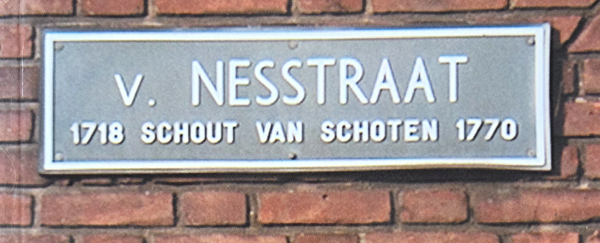 v. NESSTRAAT
1718 SCHOUT VAN SCHOTEN 1770